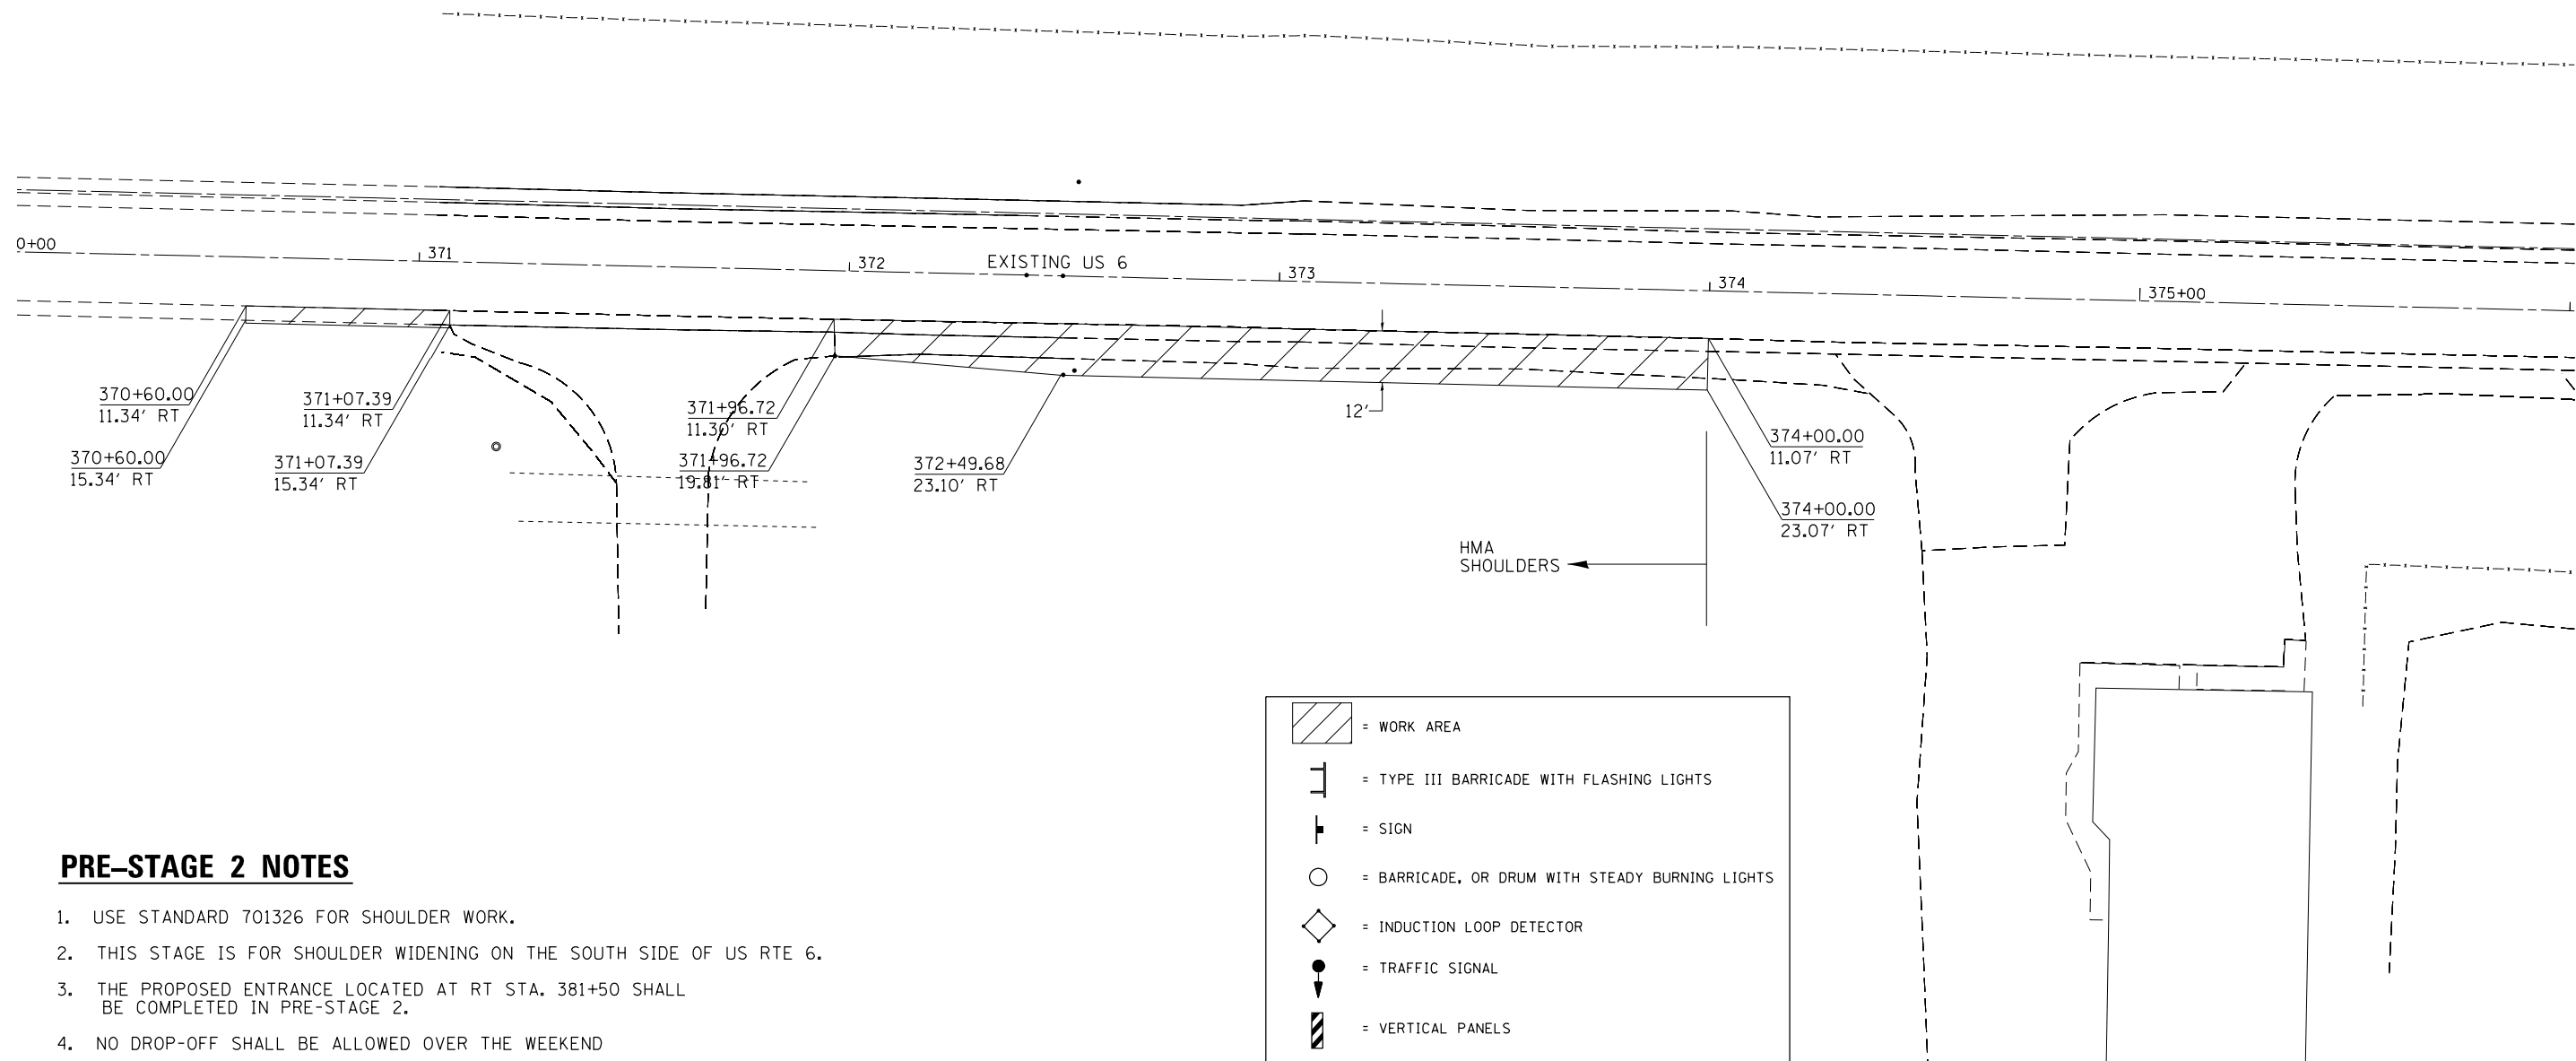 0+00
371
372
EXISTING US 6
373
374
375+00
370+60.00
11.34' RT
371+07.39
11.34' RT
371+96.72
11.30' RT
370+60.00
15.34' RT
371+07.39
15.34' RT
371+96.72
19.81' RT
372+49.68
23.10' RT
12'
374+00.00
11.07' RT
374+00.00
23.07' RT
HMA
SHOULDERS
= WORK AREA
= TYPE III BARRICADE WITH FLASHING LIGHTS
= SIGN
= BARRICADE, OR DRUM WITH STEADY BURNING LIGHTS
= INDUCTION LOOP DETECTOR
= TRAFFIC SIGNAL
= VERTICAL PANELS
PRE-STAGE 2 NOTES
1. USE STANDARD 701326 FOR SHOULDER WORK.
2. THIS STAGE IS FOR SHOULDER WIDENING ON THE SOUTH SIDE OF US RTE 6.
3. THE PROPOSED ENTRANCE LOCATED AT RT STA. 381+50 SHALL
BE COMPLETED IN PRE-STAGE 2.
4. NO DROP-OFF SHALL BE ALLOWED OVER THE WEEKEND